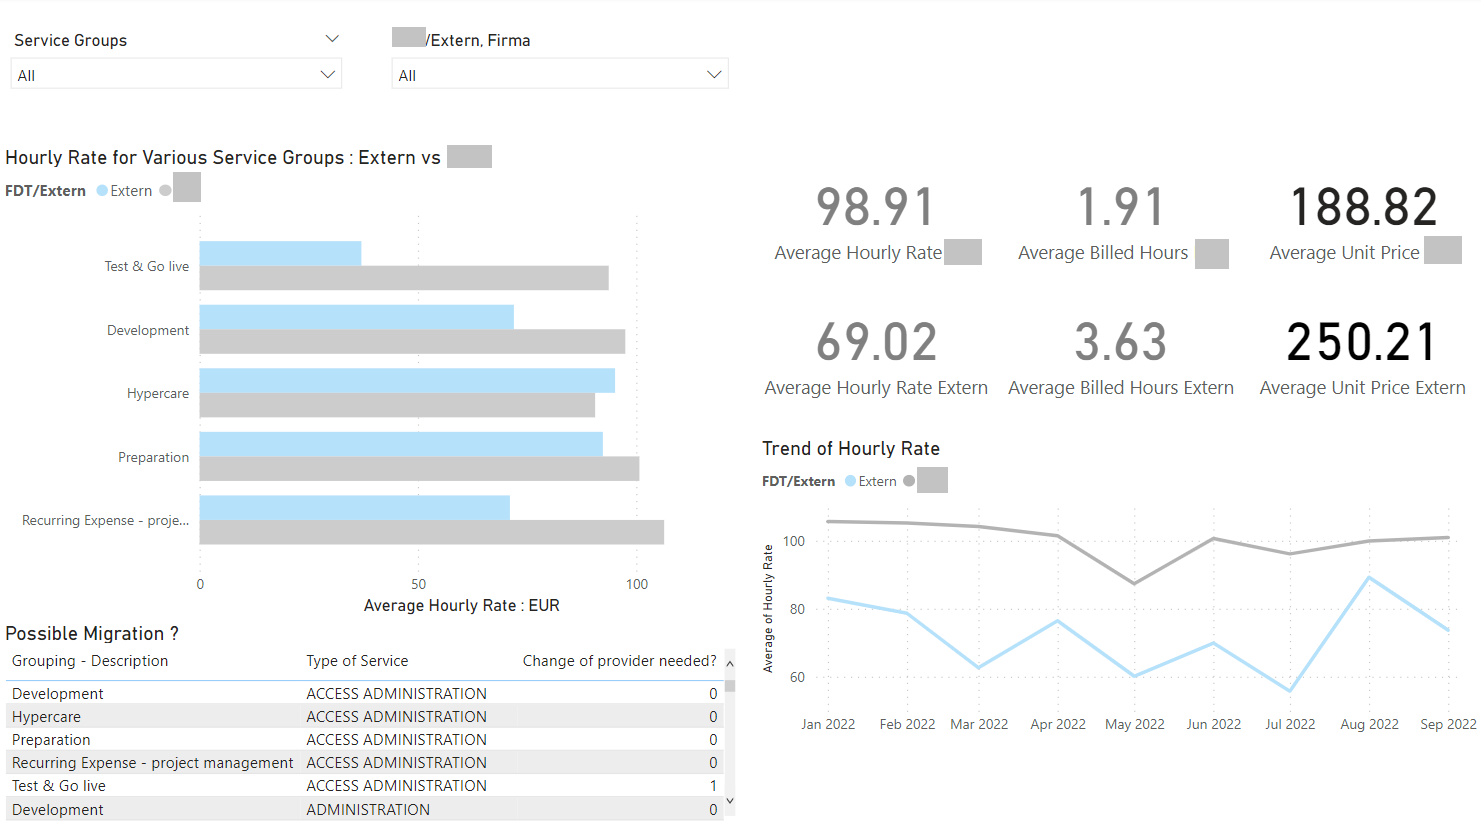 Service Groups
All
/Extern, Firma
All
Hourly Rate for Various Service Groups : Extern vs
FDT/Extern Extern
Test & Go live
Development
Hypercare
Preparation
Recurring Expense - proje...
0 50 100
Average Hourly Rate : EUR
98.91
Average Hourly Rate
1.91
Average Billed Hours
188.82
Average Unit Price
69.02
Average Hourly Rate Extern
3.63
Average Billed Hours Extern
250.21
Average Unit Price Extern
Possible Migration ?
Grouping - Description Type of Service Change of provider needed?
Development ACCESS ADMINISTRATION 0
Hypercare ACCESS ADMINISTRATION 0
Preparation ACCESS ADMINISTRATION 0
Recurring Expense - project management ACCESS ADMINISTRATION 0
Test & Go live ACCESS ADMINISTRATION 1
Development ADMINISTRATION 0
Trend of Hourly Rate
FDT/Extern Extern
Average of Hourly Rate
100
80
60
Jan 2022 Feb 2022 Mar 2022 Apr 2022 May 2022 Jun 2022 Jul 2022 Aug 2022 Sep 2022